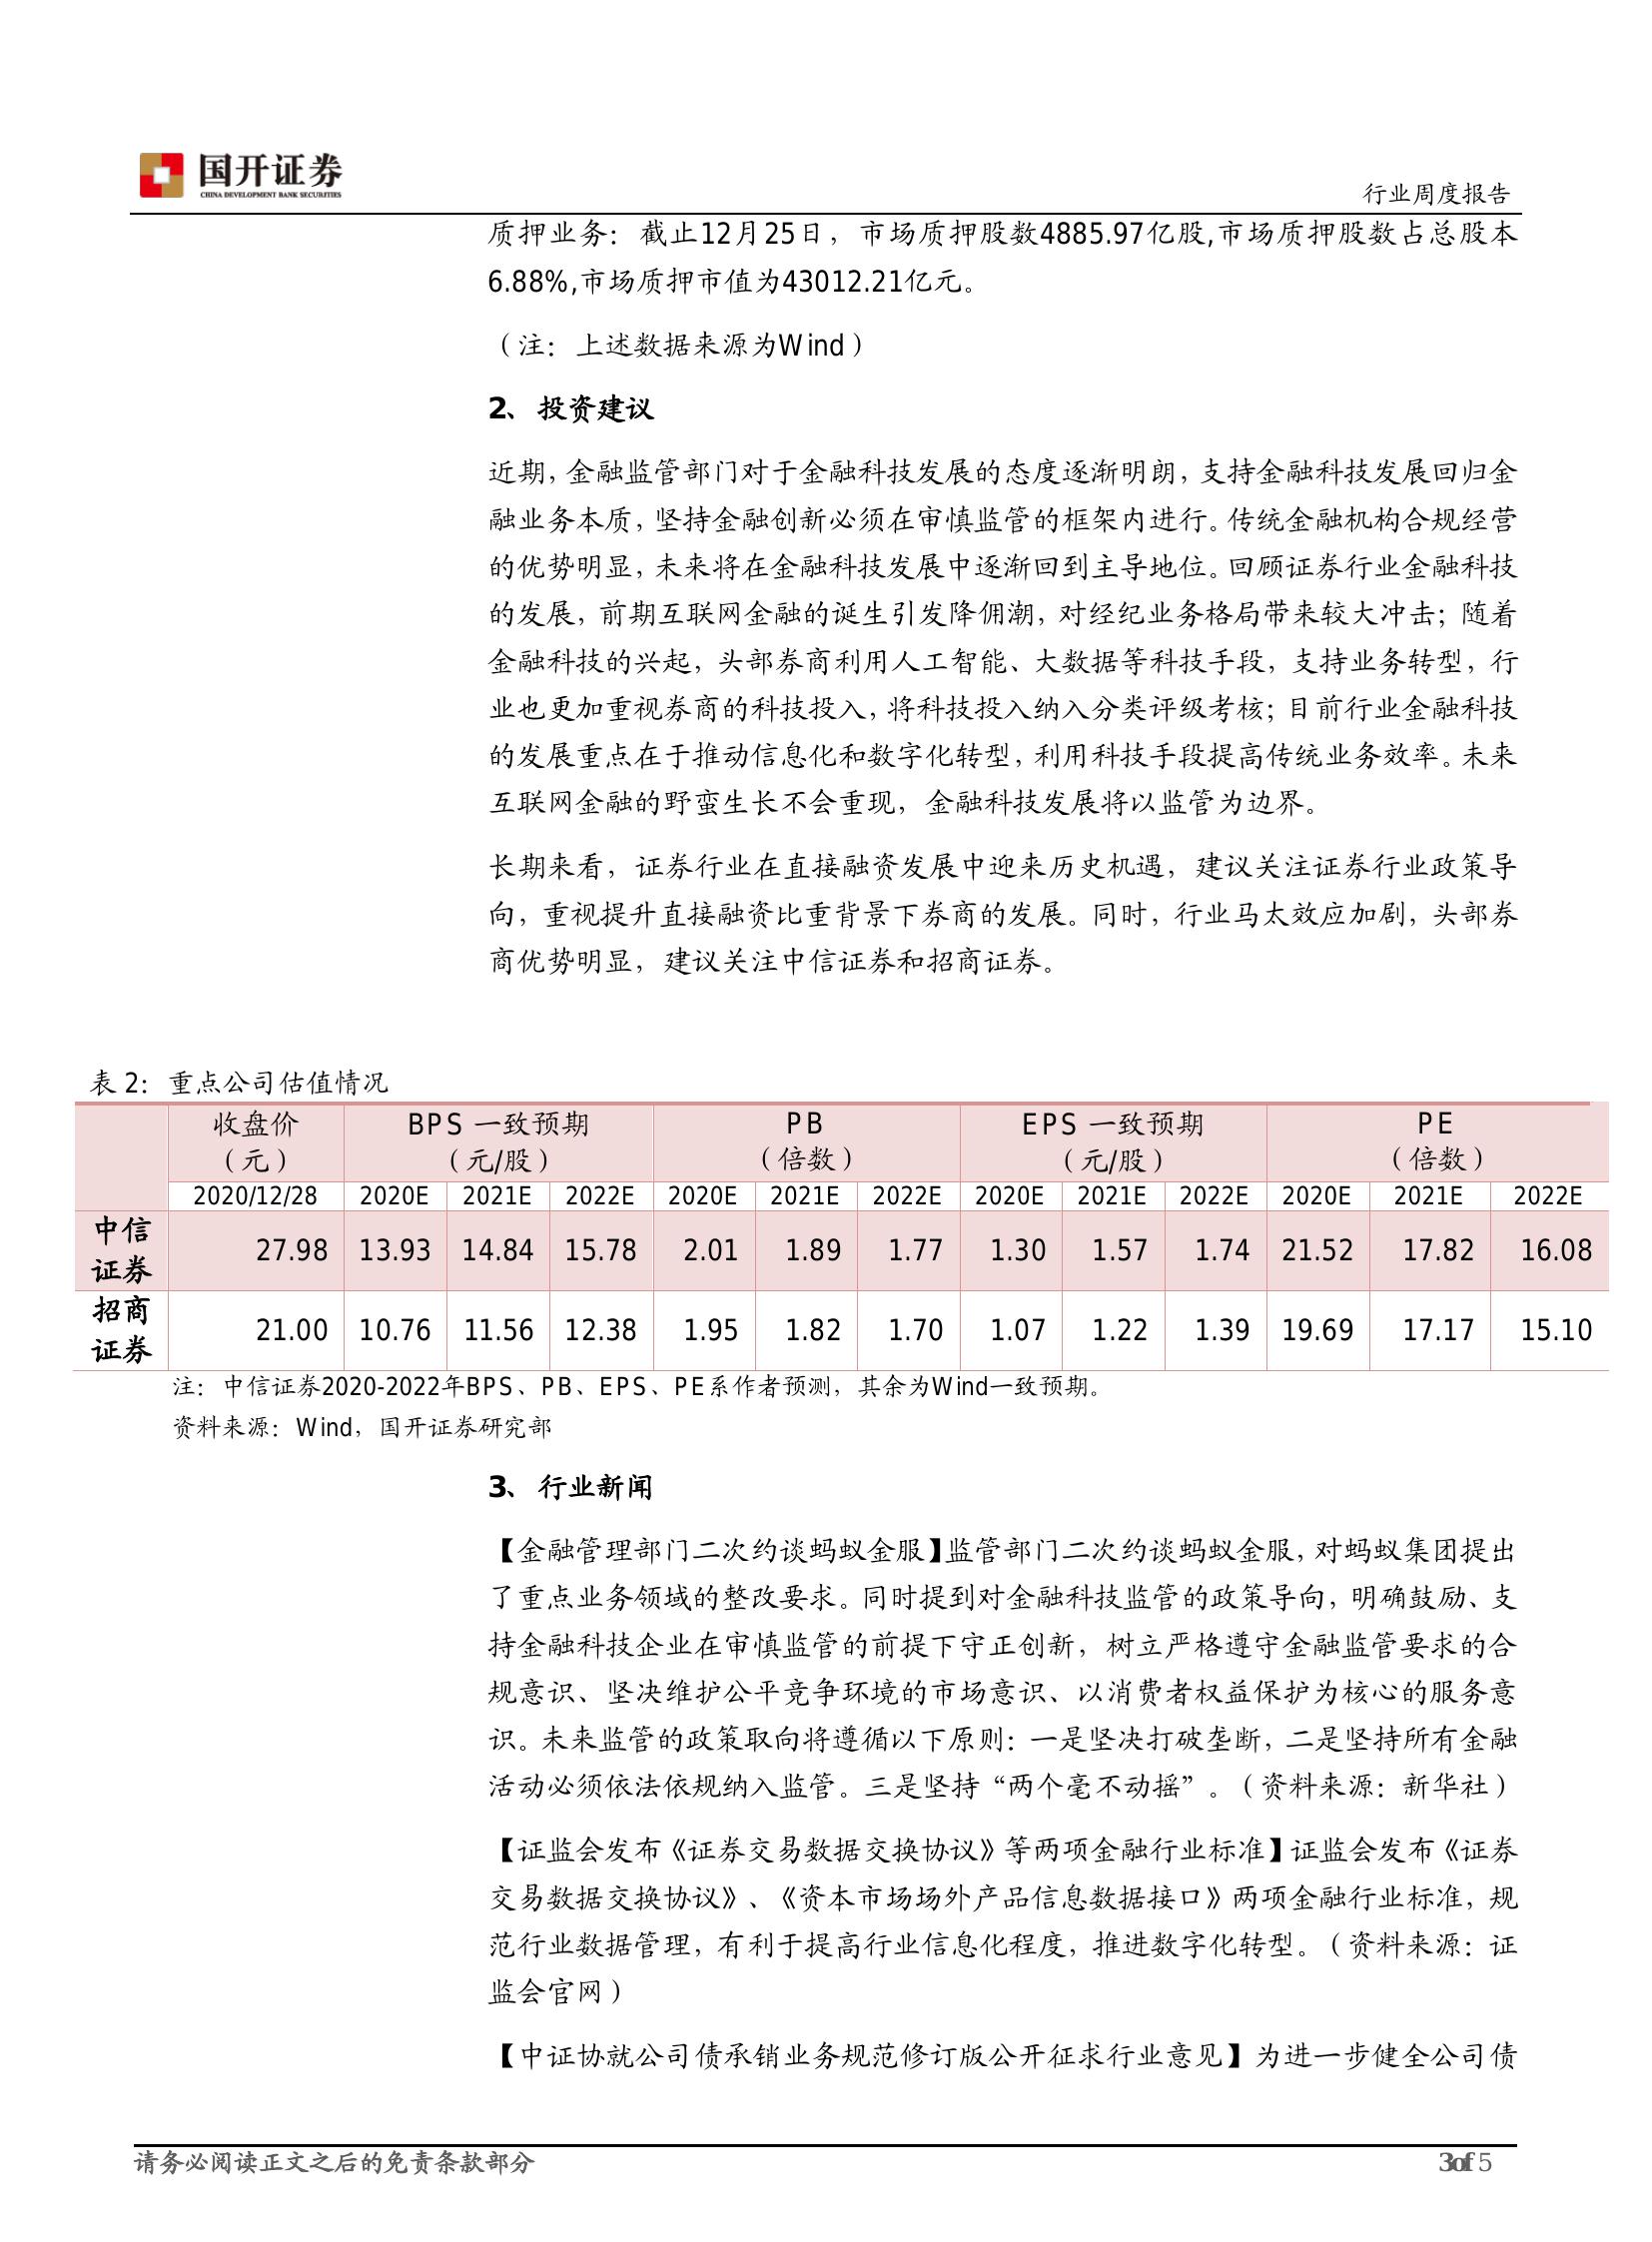 国开证券
CHINA DEVELOPMENT BANK SECURITIES
行业周度报告
质押业务：截止12月25日，市场质押股数4885.97亿股,市场质押股数占总股本
6.88%,市场质押市值为43012.21亿元。
（注：上述数据来源为Wind）
2、投资建议
近期，金融监管部门对于金融科技发展的态度逐渐明朗，支持金融科技发展回归金
融业务本质，坚持金融创新必须在审慎监管的框架内进行。传统金融机构合规经营
的优势明显，未来将在金融科技发展中逐渐回到主导地位。回顾证券行业金融科技
的发展，前期互联网金融的诞生引发降佣潮，对经纪业务格局带来较大冲击；随着
金融科技的兴起，头部券商利用人工智能、大数据等科技手段，支持业务转型，行
业也更加重视券商的科技投入，将科技投入纳入分类评级考核；目前行业金融科技
的发展重点在于推动信息化和数字化转型，利用科技手段提高传统业务效率。未来
互联网金融的野蛮生长不会重现，金融科技发展将以监管为边界。
长期来看，证券行业在直接融资发展中迎来历史机遇，建议关注证券行业政策导
向，重视提升直接融资比重背景下券商的发展。同时，行业马太效应加剧，头部券
商优势明显，建议关注中信证券和招商证券。
表 2：重点公司估值情况
收盘价 BPS 一致预期 PB EPS 一致预期 PE
（元） （元/股） （倍数） （元/股） （倍数）
2020/12/28 2020E 2021E 2022E 2020E 2021E 2022E 2020E 2021E 2022E 2020E 2021E 2022E
中信
证券 27.98 13.93 14.84 15.78 2.01 1.89 1.77 1.30 1.57 1.74 21.52 17.82 16.08
招商
证券 21.00 10.76 11.56 12.38 1.95 1.82 1.70 1.07 1.22 1.39 19.69 17.17 15.10
注：中信证券2020-2022年BPS、PB、EPS、PE系作者预测，其余为Wind一致预期。
资料来源：Wind，国开证券研究部
3、行业新闻
【金融管理部门二次约谈蚂蚁金服】监管部门二次约谈蚂蚁金服，对蚂蚁集团提出
了重点业务领域的整改要求。同时提到对金融科技监管的政策导向，明确鼓励、支
持金融科技企业在审慎监管的前提下守正创新，树立严格遵守金融监管要求的合
规意识、坚决维护公平竞争环境的市场意识、以消费者权益保护为核心的服务意
识。未来监管的政策取向将遵循以下原则：一是坚决打破垄断，二是坚持所有金融
活动必须依法依规纳入监管。三是坚持“两个毫不动摇”。（资料来源：新华社）
【证监会发布《证券交易数据交换协议》等两项金融行业标准】证监会发布《证券
交易数据交换协议》、《资本市场场外产品信息数据接口》两项金融行业标准，规
范行业数据管理，有利于提高行业信息化程度，推进数字化转型。（资料来源：证
监会官网）
【中证协就公司债承销业务规范修订版公开征求行业意见】为进一步健全公司债
请务必阅读正文之后的免责条款部分
3of 5